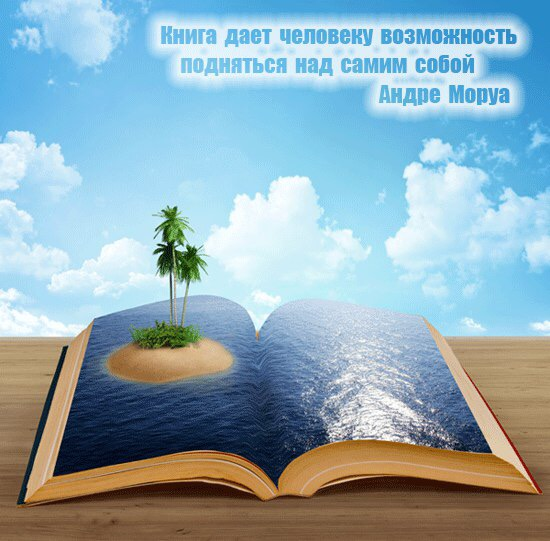 Книга дает человеку возможность
подняться над самим собой
Андре Моруа